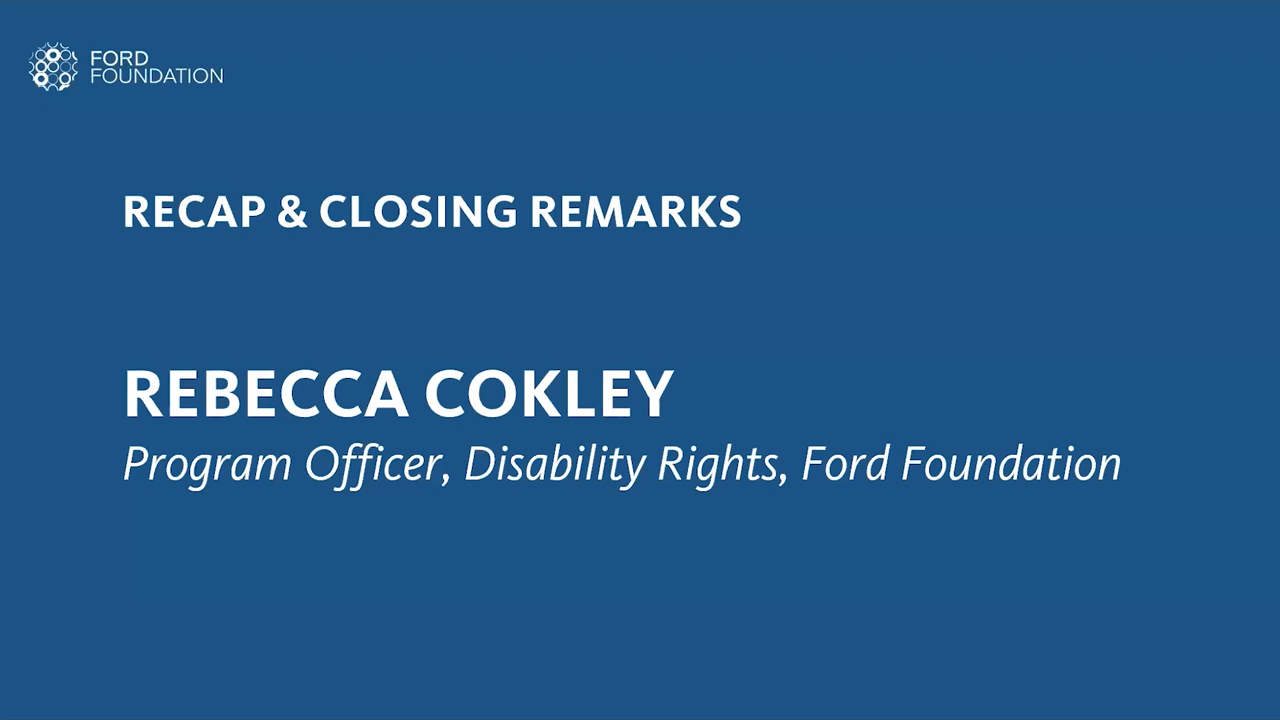 FORD
FOUNDATION
RECAP & CLOSING REMARKS
REBECCA COKLEY
Program Officer, Disability Rights, Ford Foundation